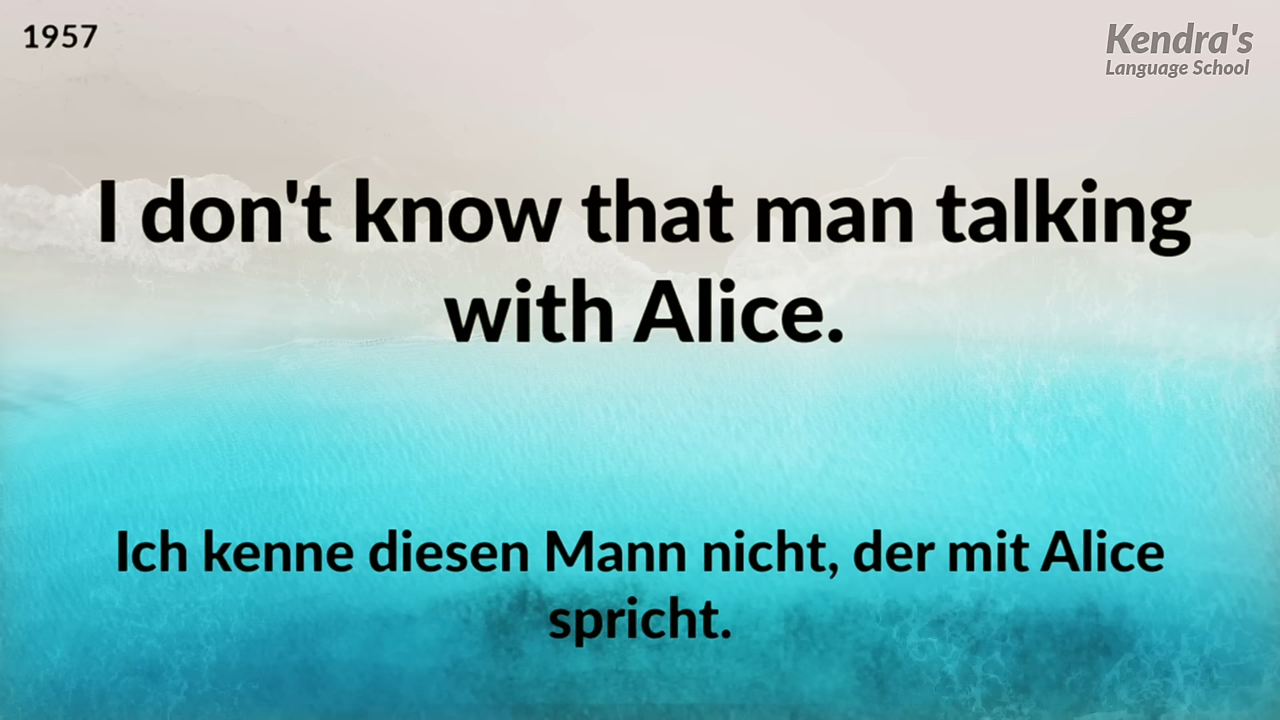 1957
Kendra's
Language School
I don't know that man talking
with Alice.
Ich kenne diesen Mann nicht, der mit Alice
spricht.